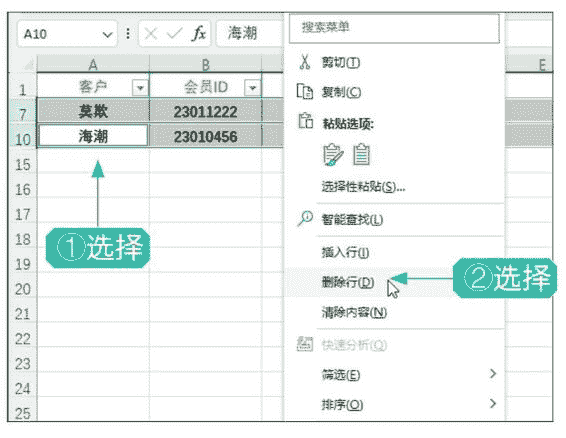 A10 fx 海潮
A B E
1 客户 会员ID
7 莫欺 23011222
10 海潮 23010456
15
16
17
18
19
20
21
22
23
24
25
①选择
搜索菜单
剪切(T)
复制(C)
粘贴选项:
选择性粘贴(S)...
智能查找(L)
插入行(I)
删除行(D)
②选择
清除内容(N)
快速分析(Q)
筛选(E)
排序(O)